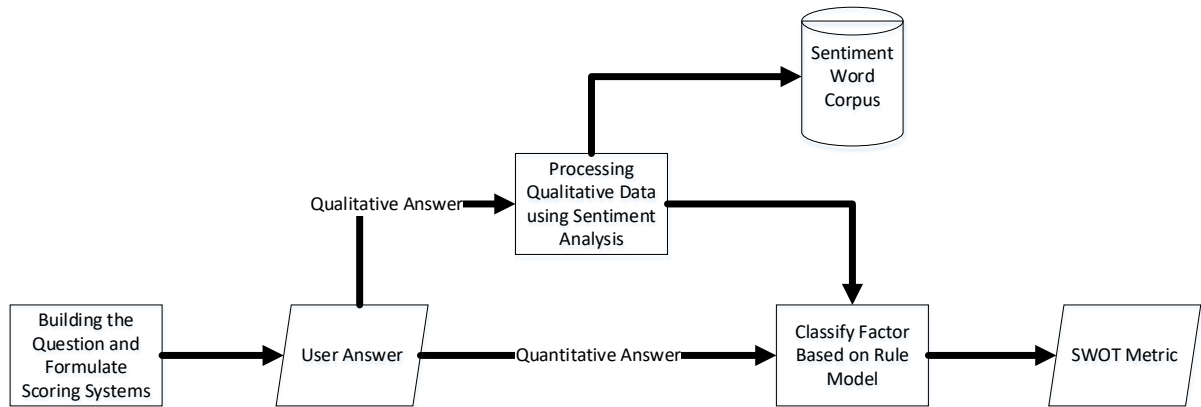 Sentiment
Word
Corpus
Processing
Qualitative Data
using Sentiment
Analysis
Qualitative Answer
Building the
Question and
Formulate
Scoring Systems
User Answer
Quantitative Answer
Classify Factor
Based on Rule
Model
SWOT Metric